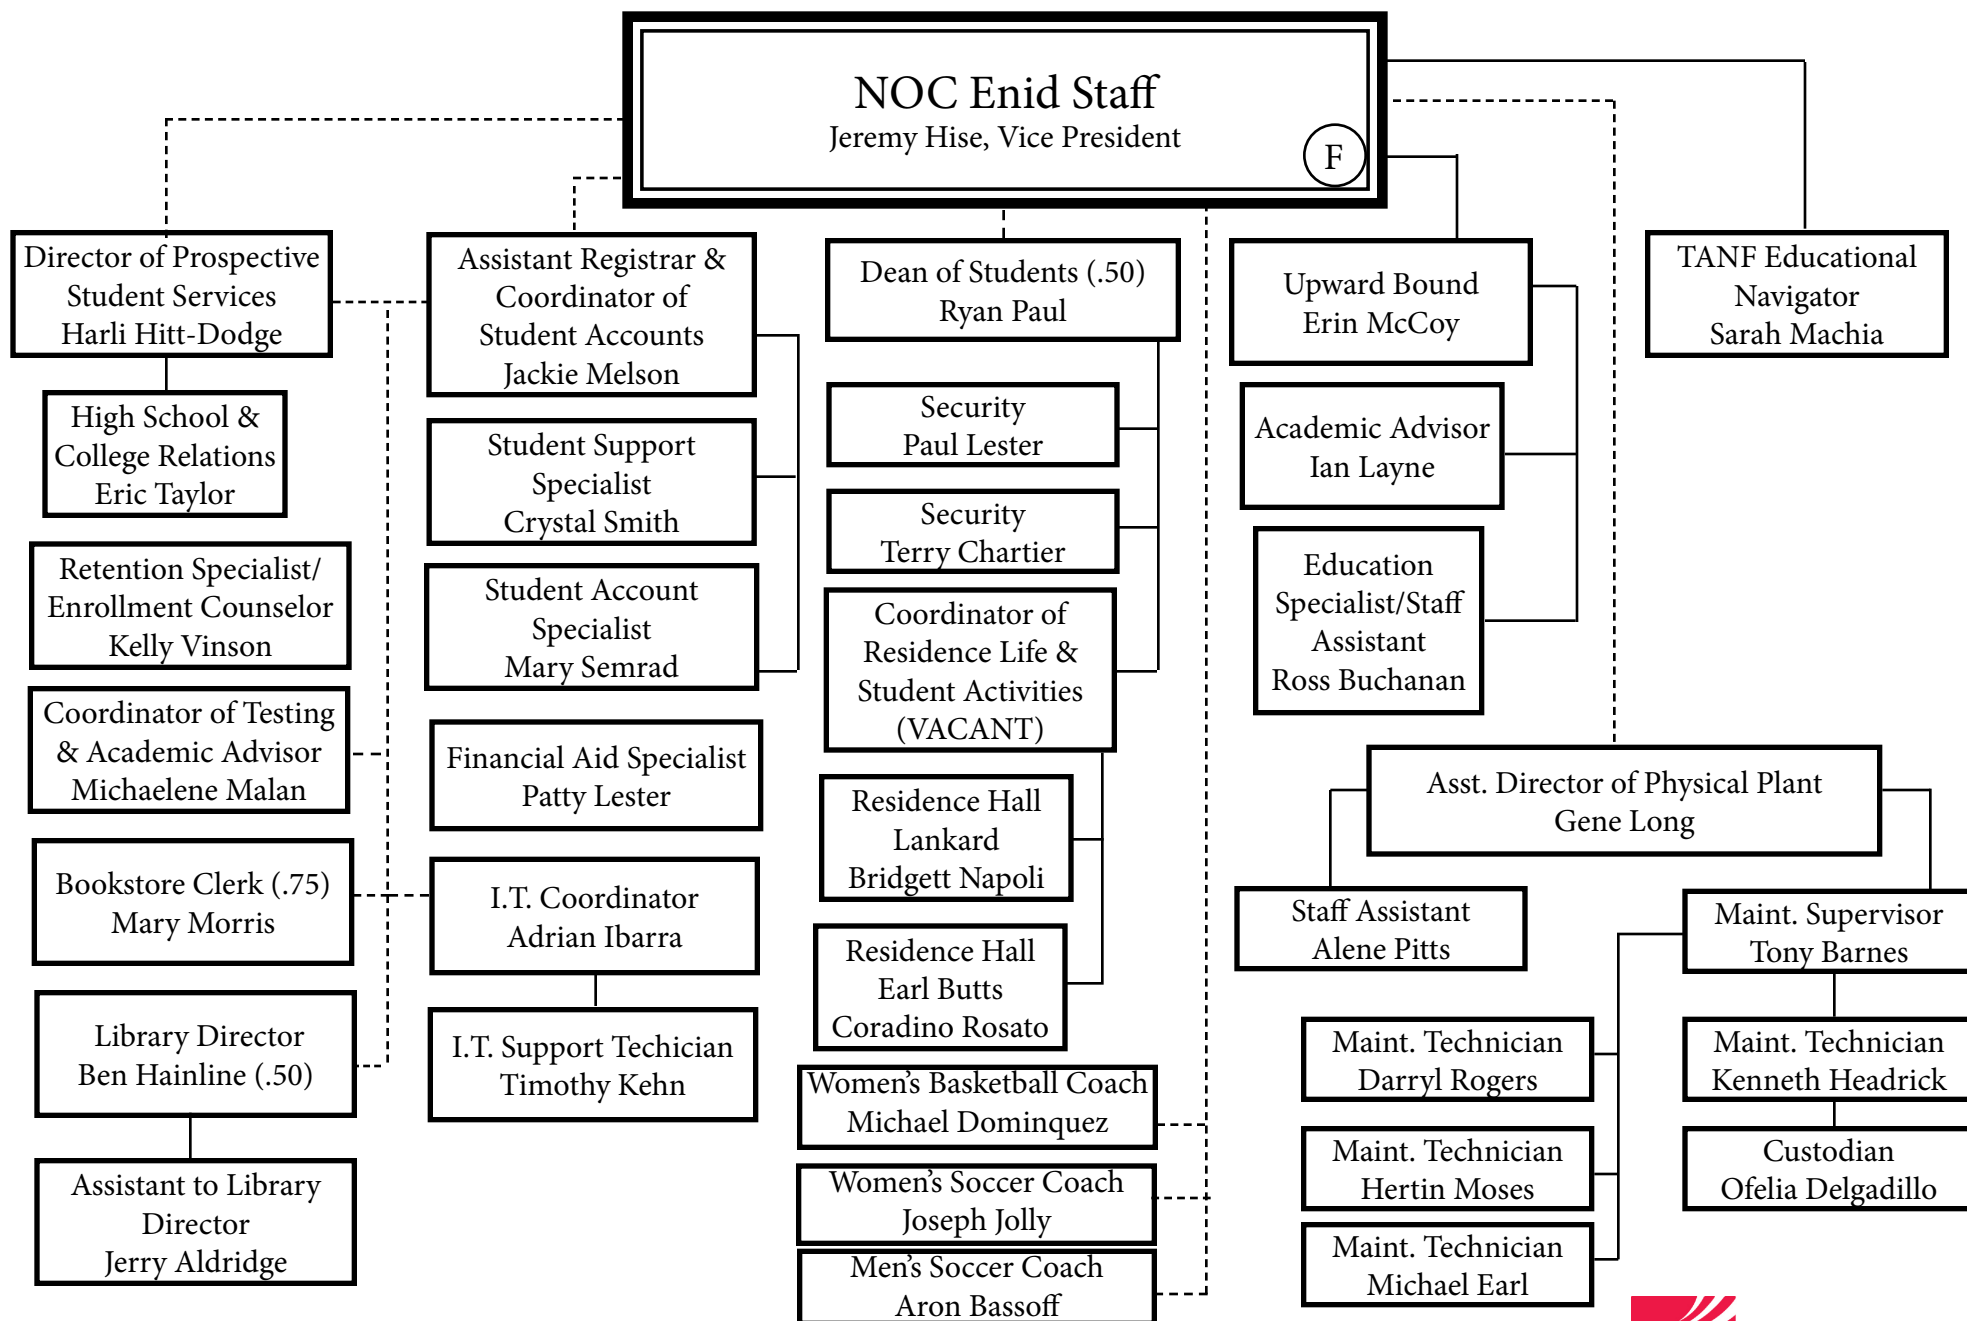 NOC Enid Staff
Jeremy Hise, Vice President
F
Director of Prospective
Student Services
Harli Hitt-Dodge
High School &
College Relations
Eric Taylor
Retention Specialist/
Enrollment Counselor
Kelly Vinson
Coordinator of Testing
& Academic Advisor
Michaelene Malan
Bookstore Clerk (.75)
Mary Morris
Library Director
Ben Hainline (.50)
Assistant to Library
Director
Jerry Aldridge
Assistant Registrar &
Coordinator of
Student Accounts
Jackie Melson
Student Support
Specialist
Crystal Smith
Student Account
Specialist
Mary Semrad
Financial Aid Specialist
Patty Lester
I.T. Coordinator
Adrian Ibarra
I.T. Support Techician
Timothy Kehn
Dean of Students (.50)
Ryan Paul
Security
Paul Lester
Security
Terry Chartier
Coordinator of
Residence Life &
Student Activities
(VACANT)
Residence Hall
Lankard
Bridgett Napoli
Residence Hall
Earl Butts
Coradino Rosato
Women's Basketball Coach
Michael Dominquez
Women's Soccer Coach
Joseph Jolly
Men's Soccer Coach
Aron Bassoff
Upward Bound
Erin McCoy
Academic Advisor
Ian Layne
Education
Specialist/Staff
Assistant
Ross Buchanan
TANF Educational
Navigator
Sarah Machia
Asst. Director of Physical Plant
Gene Long
Staff Assistant
Alene Pitts
Maint. Supervisor
Tony Barnes
Maint. Technician
Darryl Rogers
Maint. Technician
Hertin Moses
Maint. Technician
Michael Earl
Maint. Technician
Kenneth Headrick
Custodian
Ofelia Delgadillo